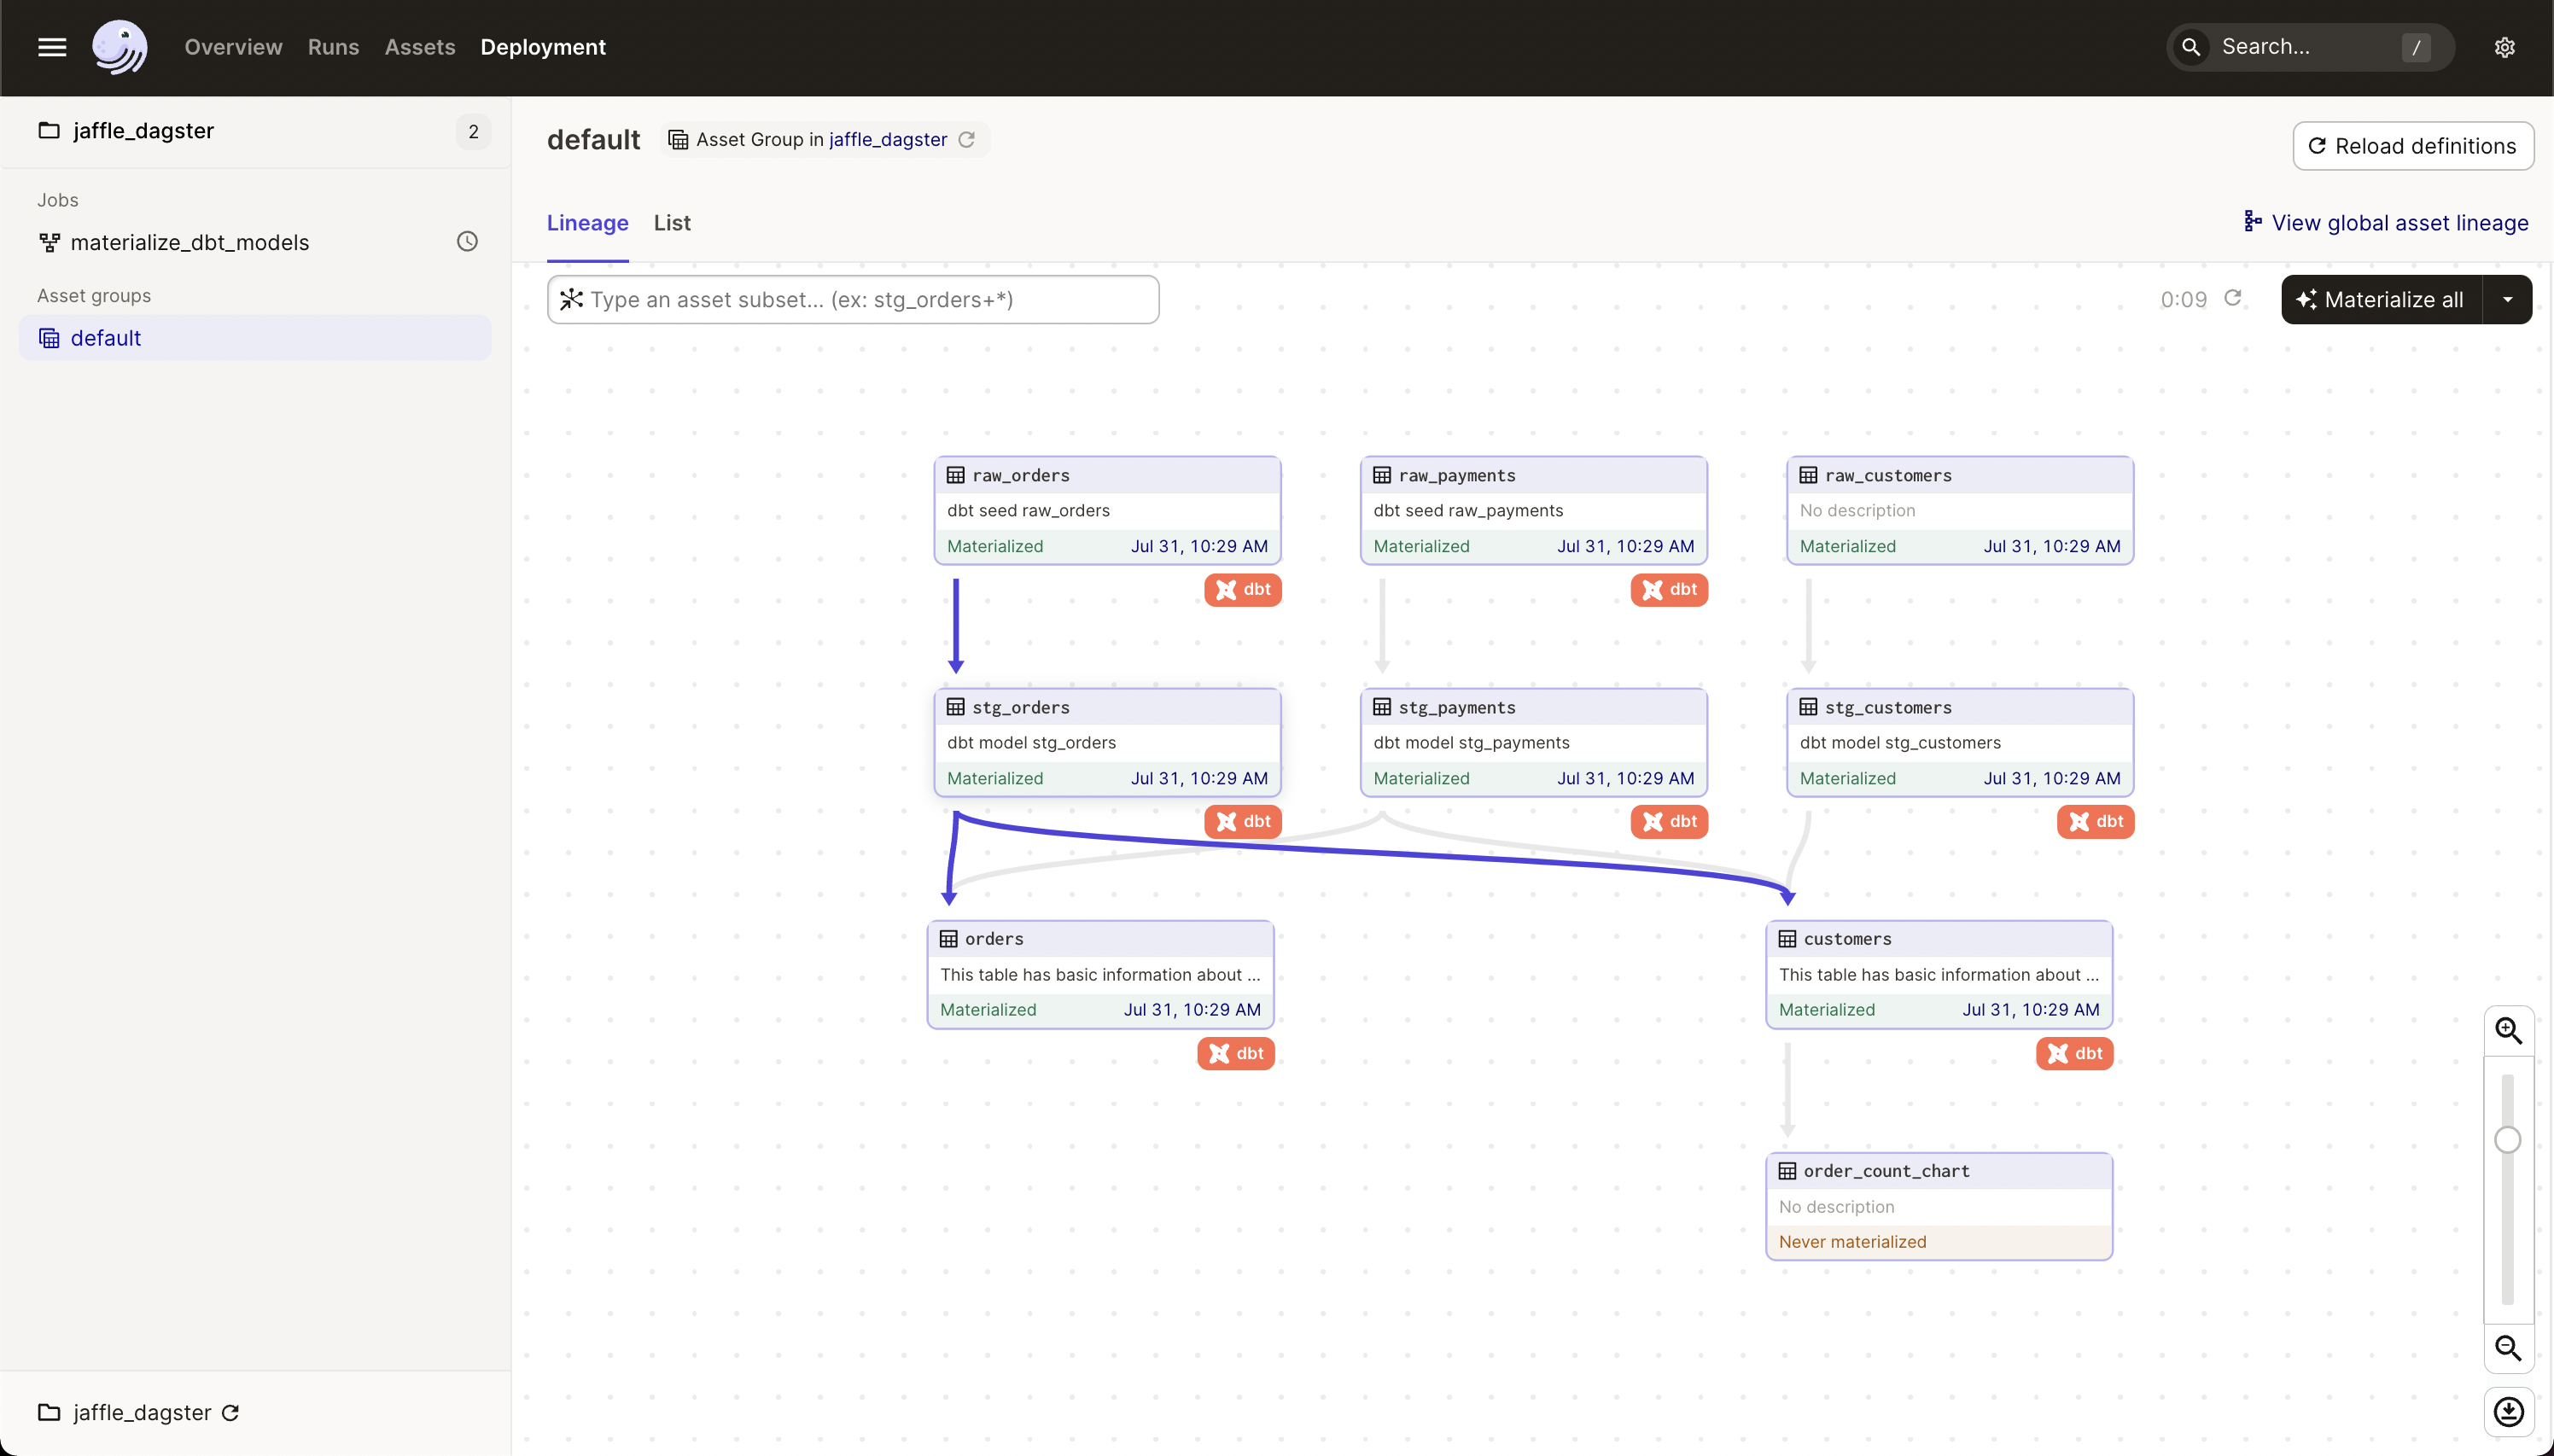 Overview Runs Assets Deployment
Search... /
jaffle_dagster 2
Jobs
materialize_dbt_models
Asset groups
default
default Asset Group in jaffle_dagster
Reload definitions
Lineage List
View global asset lineage
Type an asset subset… (ex: stg_orders+*)
0:09
Materialize all
raw_orders
dbt seed raw_orders
Materialized Jul 31, 10:29 AM
dbt
raw_payments
dbt seed raw_payments
Materialized Jul 31, 10:29 AM
dbt
raw_customers
No description
Materialized Jul 31, 10:29 AM
stg_orders
dbt model stg_orders
Materialized Jul 31, 10:29 AM
dbt
stg_payments
dbt model stg_payments
Materialized Jul 31, 10:29 AM
dbt
stg_customers
dbt model stg_customers
Materialized Jul 31, 10:29 AM
dbt
orders
This table has basic information about ...
Materialized Jul 31, 10:29 AM
dbt
customers
This table has basic information about ...
Materialized Jul 31, 10:29 AM
dbt
order_count_chart
No description
Never materialized
jaffle_dagster